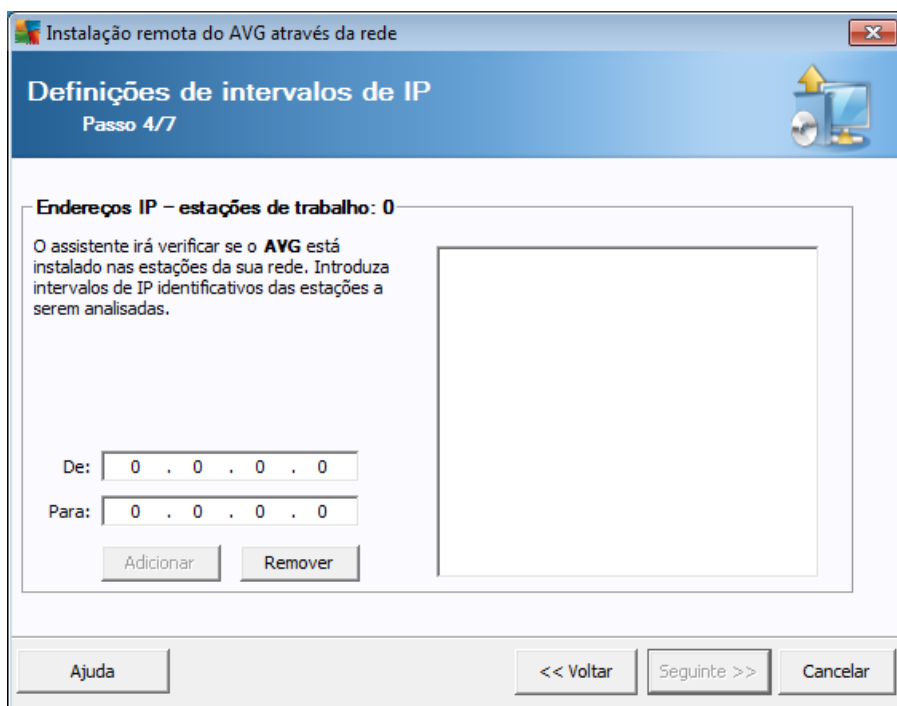 Instalação remota do AVG através da rede
Definições de intervalos de IP
Passo 4/7
Endereços IP – estações de trabalho: 0
O assistente irá verificar se o AVG está
instalado nas estações da sua rede. Introduza
intervalos de IP identificativos das estações a
serem analisadas.
De: 0 . 0 . 0 . 0
Para: 0 . 0 . 0 . 0
Adicionar Remover
Ajuda << Voltar Seguinte >> Cancelar